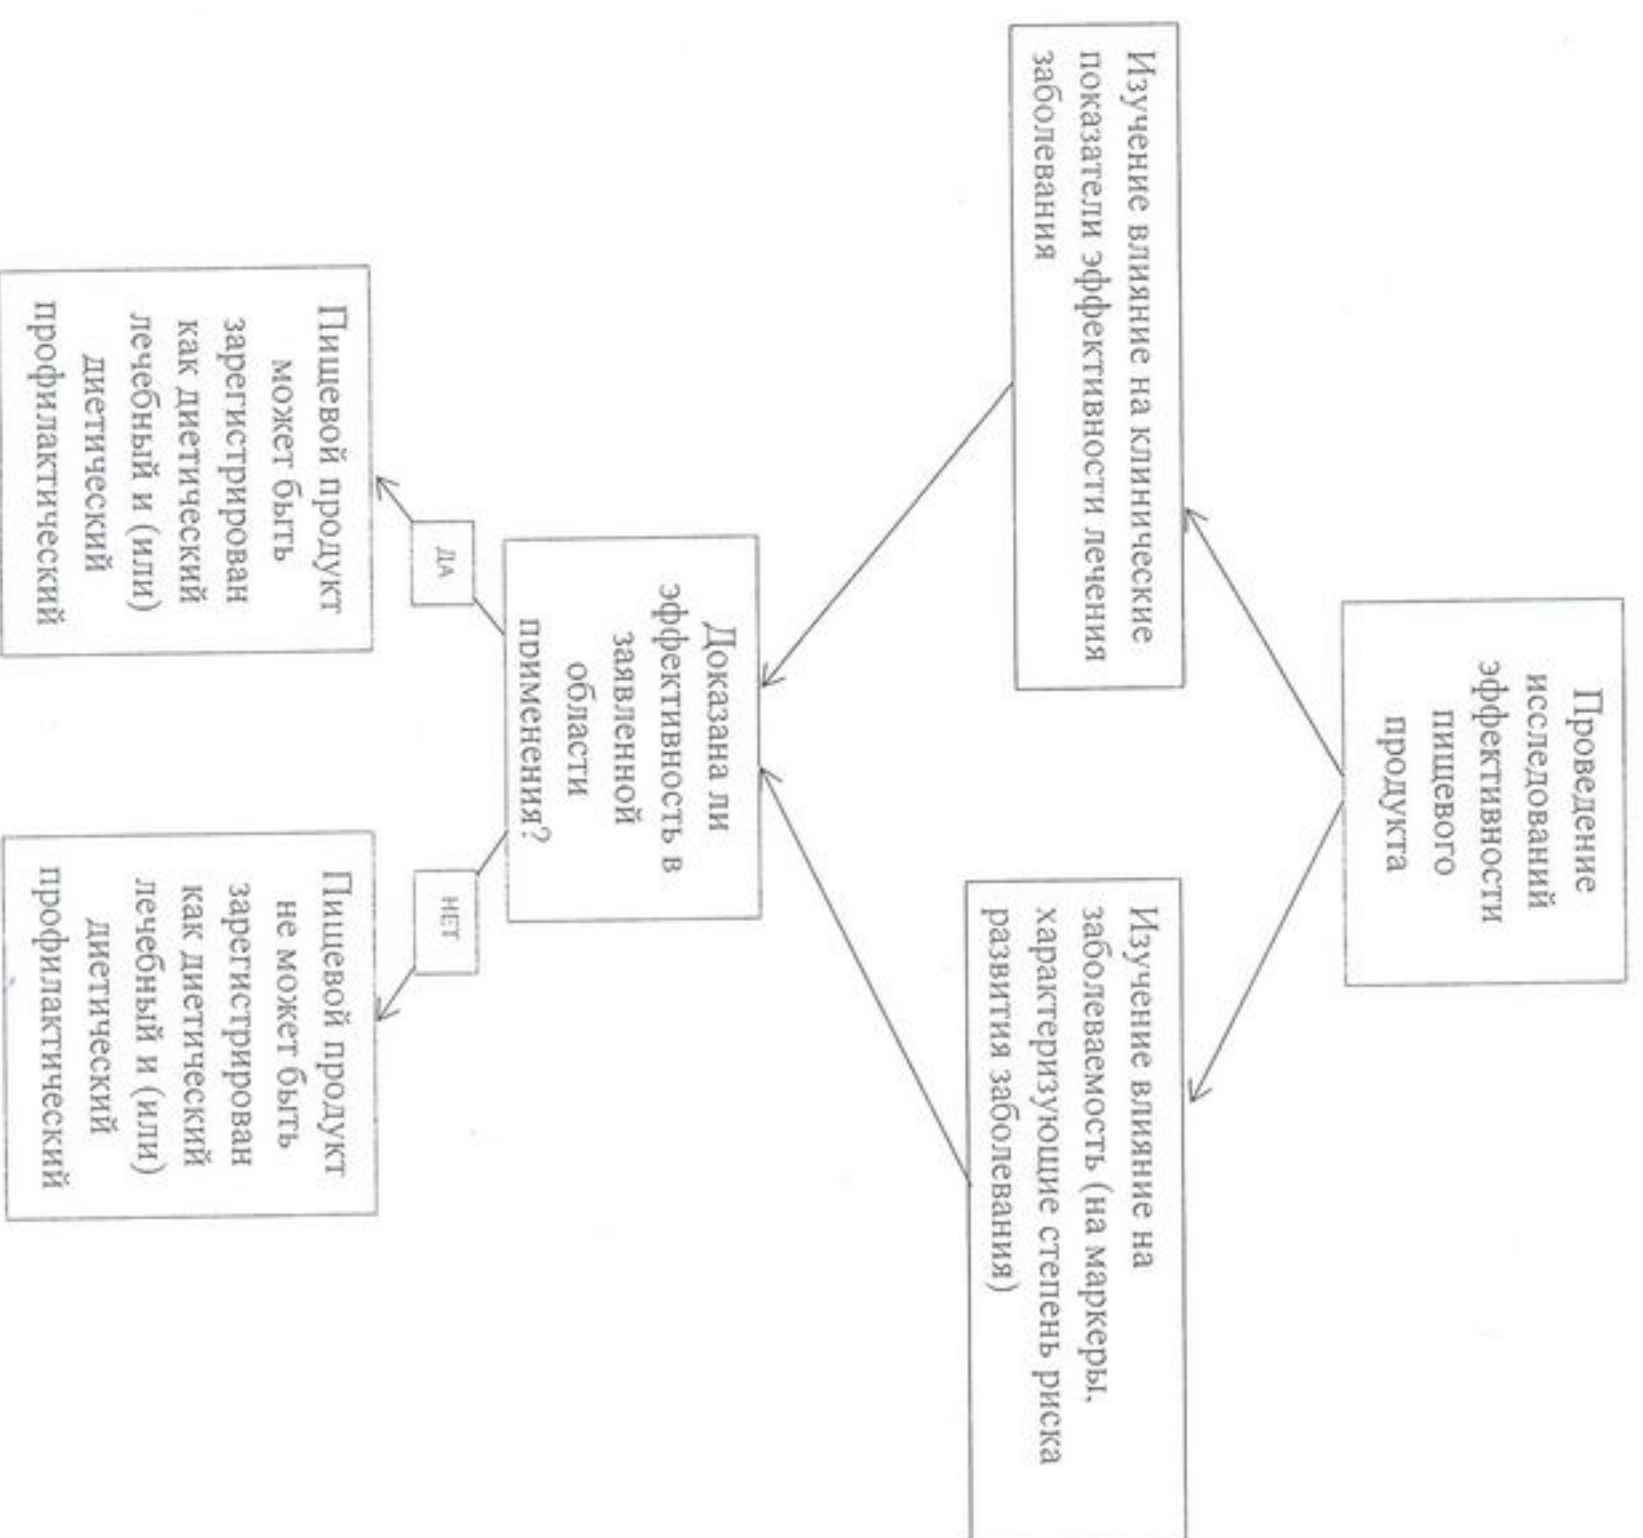 Проведение
исследований
эффективности
пищевого
продукта
Изучение влияние на клинические
показатели эффективности лечения
заболевания
Изучение влияние на
заболеваемость (на маркеры,
характеризующие степень риска
развития заболевания)
Доказана ли
эффективность в
заявленной
области
применения?
ДА
НЕТ
Пищевой продукт
может быть
зарегистрирован
как диетический
лечебный и (или)
диетический
профилактический
Пищевой продукт
не может быть
зарегистрирован
как диетический
лечебный и (или)
диетический
профилактический